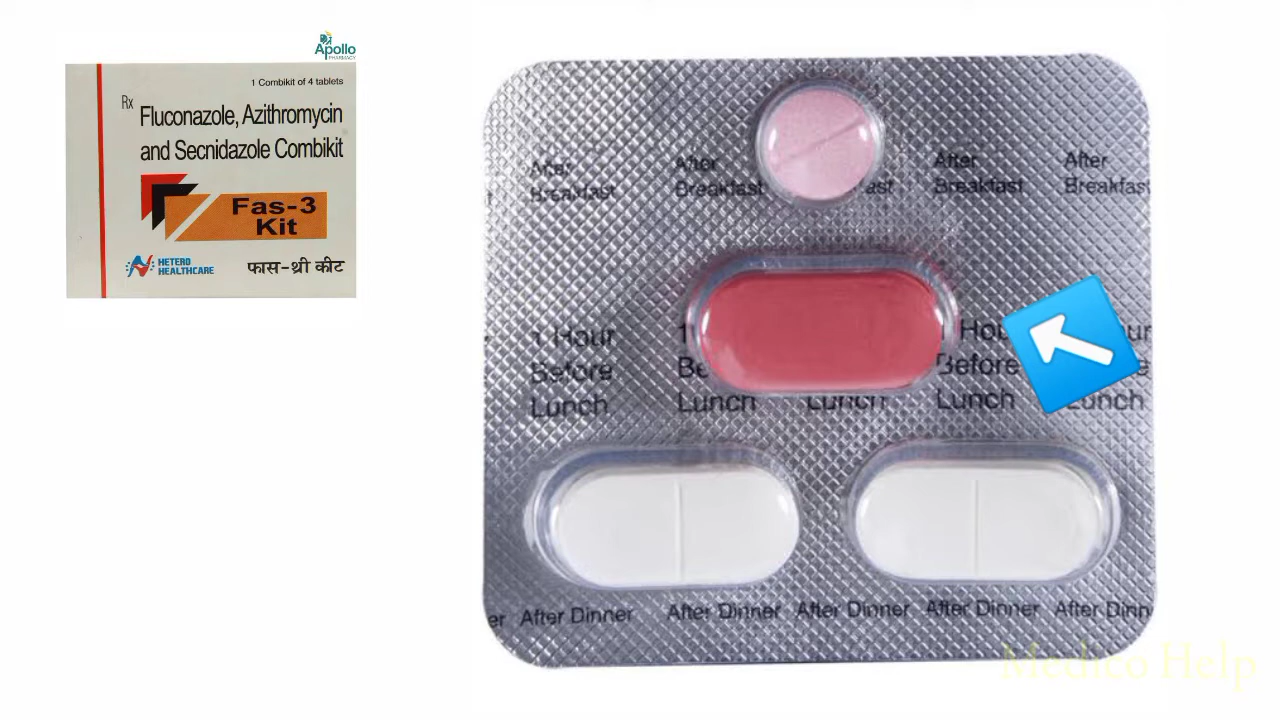 Apollo
PHARMACY
1 Combikit of 4 tablets
Rx Fluconazole, Azithromycin
and Secnidazole Combikit
Fas-3
Kit
HETERO
HEALTHCARE
फास-थ्री कीट
After After After After
Breakfast Breakfast Breakfast Breakfast
1 Hour
Before Before
Lunch Lunch Lunch Lunch Lunch
After Dinner After Dinner After Dinner After Dinner After Dinn
Medico Help